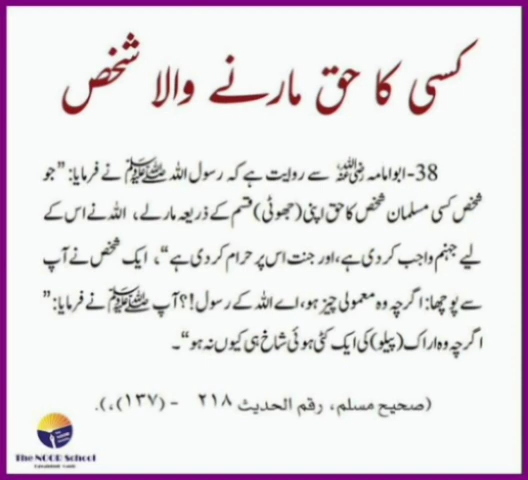 کسی کا حق مارنے والا شخص
38-ابوامامہ رضی اللہ عنہ سے روایت ہے کہ رسول اللہ ﷺ نے فرمایا: ”جو
شخص کسی مسلمان شخص کا حق اپنی (جھوٹی) قسم کے ذریعہ مار لے، اللہ نے اس کے
لیے جہنم واجب کر دی ہے، اور جنت اس پر حرام کر دی ہے“، ایک شخص نے آپ
سے پوچھا: اگرچہ وہ معمولی چیز ہو، اے اللہ کے رسول!؟ آپ ﷺ نے فرمایا: ”
اگرچہ وہ اراک (پیلو) کی ایک کٹی ہوئی شاخ ہی کیوں نہ ہو“۔
(صحیح مسلم، رقم الحدیث ۲۱۸ - (۱۳۷)،).
The NOOR School